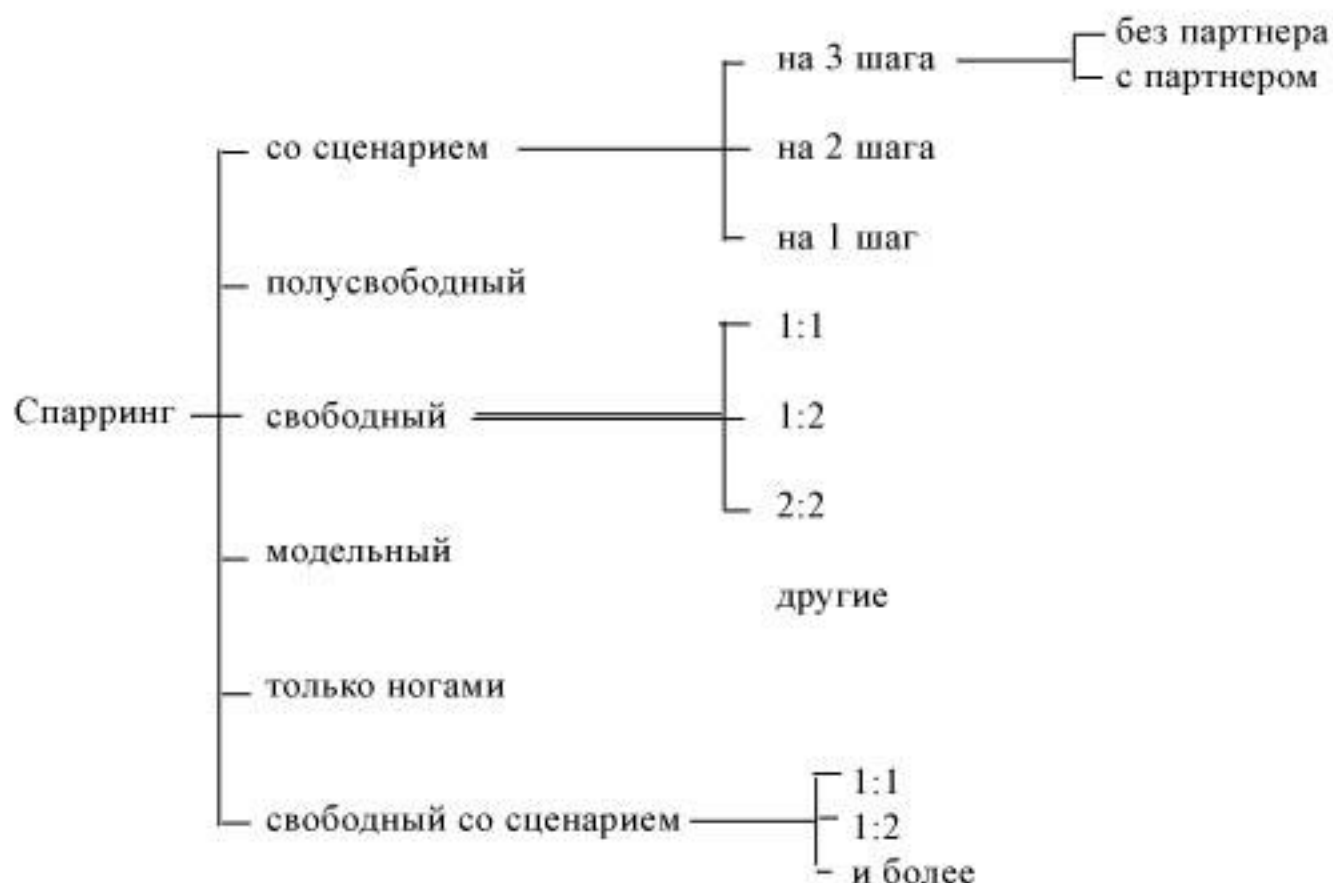 без партнера
на 3 шага
с партнером
со сценарием
на 2 шага
на 1 шаг
полусвободный
1:1
Спарринг
свободный
1:2
2:2
модельный
другие
только ногами
1:1
свободный со сценарием
1:2
и более